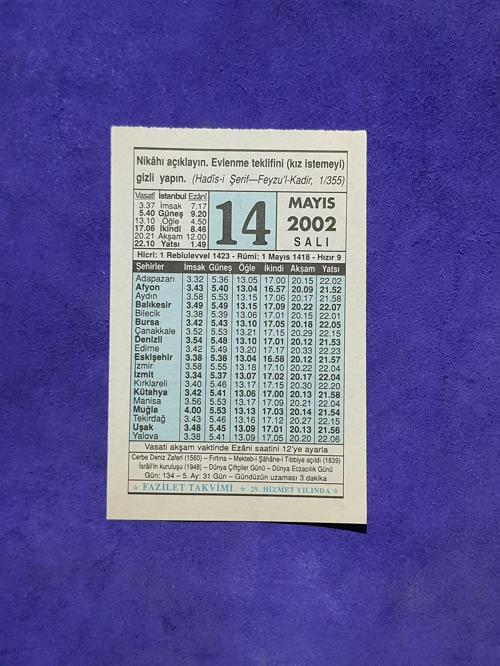 Nikâhı açıklayın. Evlenme teklifini (kız istemeyi)
gizli yapın. (Hadîs-i Şerif—Feyzu'l-Kadir, 1/355)
Vasatî İstanbul Ezânî
3.37 İmsak 7.17
5.40 Güneş 9.20
13.10 Öğle 4.50
17.06 İkindi 8.46
20.21 Akşam 12.00
22.10 Yatsı 1.49
14
MAYIS
2002
SALI
Hicrî: 1 Rebîulevvel 1423 - Rûmi: 1 Mayıs 1418 - Hızır 9
Şehirler İmsak Güneş Öğle İkindi Akşam Yatsı
Adapazarı 3.32 5.36 13.05 17.00 20.15 22.02
Afyon 3.43 5.40 13.04 16.57 20.09 21.52
Aydın 3.58 5.53 13.15 17.06 20.17 21.58
Balıkesir 3.49 5.49 13.15 17.09 20.22 22.07
Bilecik 3.38 5.39 13.06 17.01 20.15 22.01
Bursa 3.42 5.43 13.10 17.05 20.18 22.05
Çanakkale 3.52 5.53 13.21 17.15 20.29 22.15
Denizli 3.54 5.48 13.10 17.01 20.12 21.53
Edirne 3.42 5.49 13.20 17.17 20.33 22.23
Eskişehir 3.38 5.38 13.04 16.58 20.12 21.57
İzmir 3.58 5.55 13.18 17.10 20.22 22.04
İzmit 3.34 5.37 13.07 17.02 20.17 22.04
Kırklareli 3.40 5.46 13.17 17.15 20.30 22.20
Kütahya 3.42 5.41 13.06 17.00 20.13 21.58
Manisa 3.56 5.53 13.17 17.09 20.21 20.04
Muğla 4.00 5.53 13.13 17.03 20.14 21.54
Tekirdağ 3.43 5.46 13.16 17.12 20.27 22.15
Uşak 3.48 5.45 13.09 17.01 20.13 21.56
Yalova 3.38 5.41 13.09 17.05 20.20 22.06
Vasati akşam vaktinde Ezâni saatini 12'ye ayarla
Cerbe Deniz Zaferi (1560) – Fırtına – Mekteb-i Şâhâne-i Tıbbiye açıldı (1839)
İsrâil'in kuruluşu (1948) – Dünya Çiftçiler Günü – Dünya Eczacılık Günü
Gün: 134 – 5. Ay: 31 Gün – Gündüzün uzaması 3 dakika
FAZİLET TAKVİMİ ★ 29. HİZMET YILINDA ★